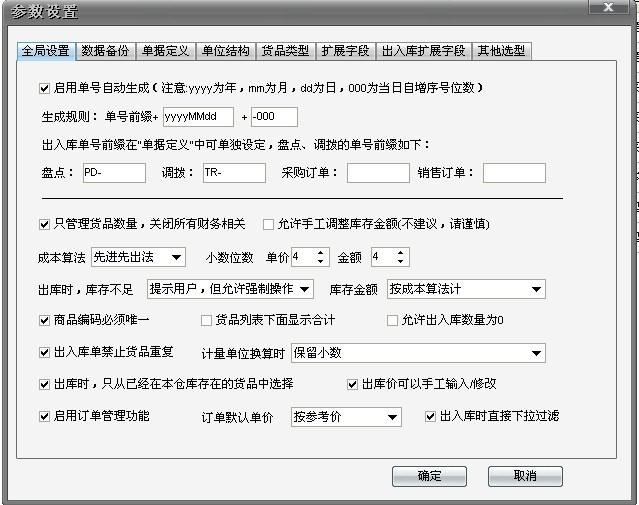 参数设置
全局设置 数据备份 单据定义 单位结构 货品类型 扩展字段 出入库扩展字段 其他选型
启用单号自动生成（注意:yyyy为年，mm为月，dd为日，000为当日自增序号位数）
生成规则：单号前缀+ yyyyMMdd + -000
出入库单号前缀在"单据定义"中可单独设定，盘点、调拨的单号前缀如下：
盘点： PD- 调拨： TR- 采购订单： 销售订单：
只管理货品数量，关闭所有财务相关 允许手工调整库存金额(不建议，请谨慎)
成本算法 先进先出法 小数位数 单价 4 金额 4
出库时，库存不足 提示用户，但允许强制操作 库存金额 按成本算法计
商品编码必须唯一 货品列表下面显示合计 允许出入库数量为0
出入库单禁止货品重复 计量单位换算时 保留小数
出库时，只从已经在本仓库存在的货品中选择 出库价可以手工输入/修改
启用订单管理功能 订单默认单价 按参考价 出入库时直接下拉过滤
确定 取消